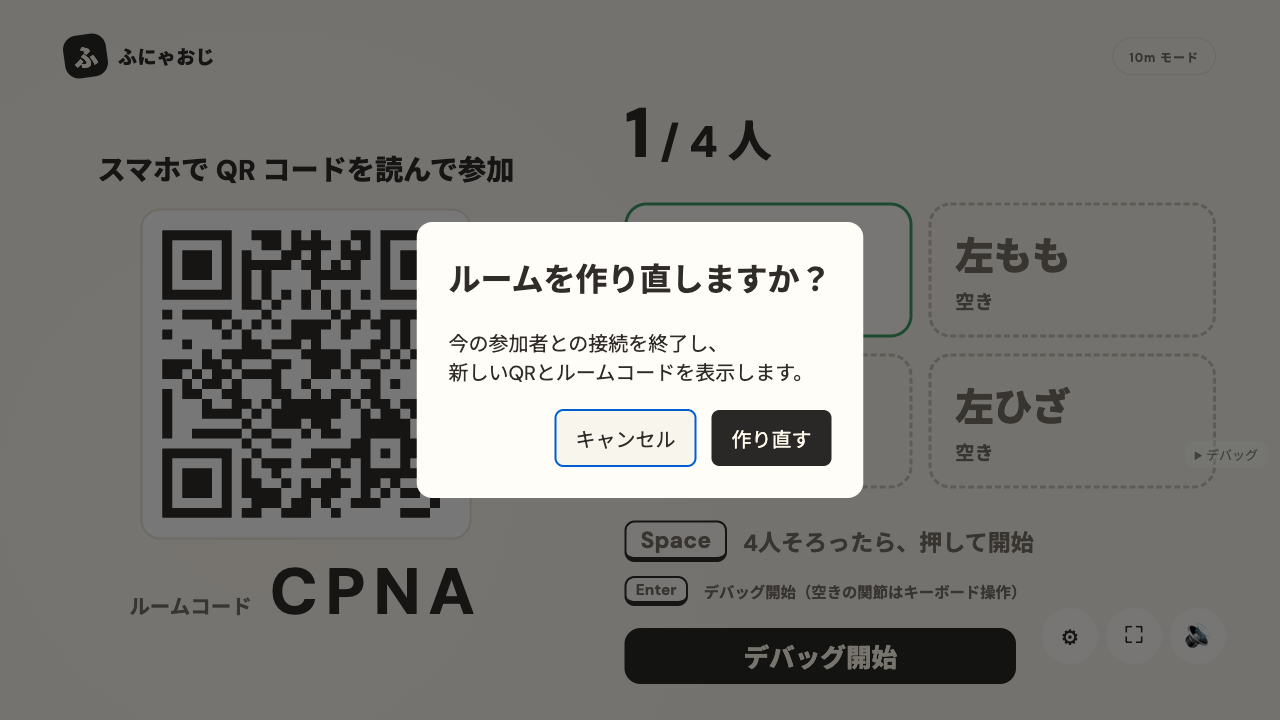 ふ ふにゃおじ
10m モード
スマホで QR コードを読んで参加
ルームコード CPNA
1 / 4 人
左もも
空き
左ひざ
空き
▶ デバッグ
Space 4人そろったら、押して開始
Enter デバッグ開始（空きの関節はキーボード操作）
デバッグ開始
ルームを作り直しますか？
今の参加者との接続を終了し、
新しいQRとルームコードを表示します。
キャンセル 作り直す